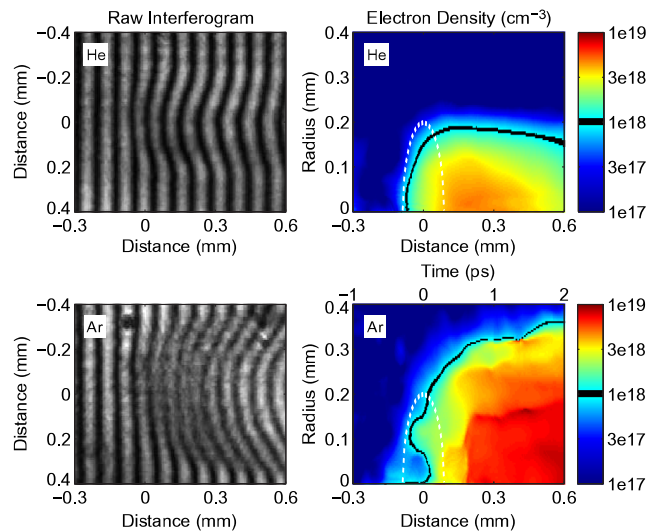 Raw Interferogram
Electron Density (cm⁻³)
He
−0.4
−0.2
0
0.2
0.4
Distance (mm)
−0.3 0 0.3 0.6
Distance (mm)
He
0.4
0.3
0.2
0.1
0
Radius (mm)
0 0.3 0.6
Distance (mm)
1e19
3e18
1e18
3e17
1e17
Ar
−0.4
−0.2
0
0.2
0.4
Distance (mm)
−0.3 0 0.3 0.6
Distance (mm)
Time (ps)
−1 0 1 2
Ar
0.4
0.3
0.2
0.1
0
Radius (mm)
−0.3 0 0.3 0.6
Distance (mm)
1e19
3e18
1e18
3e17
1e17